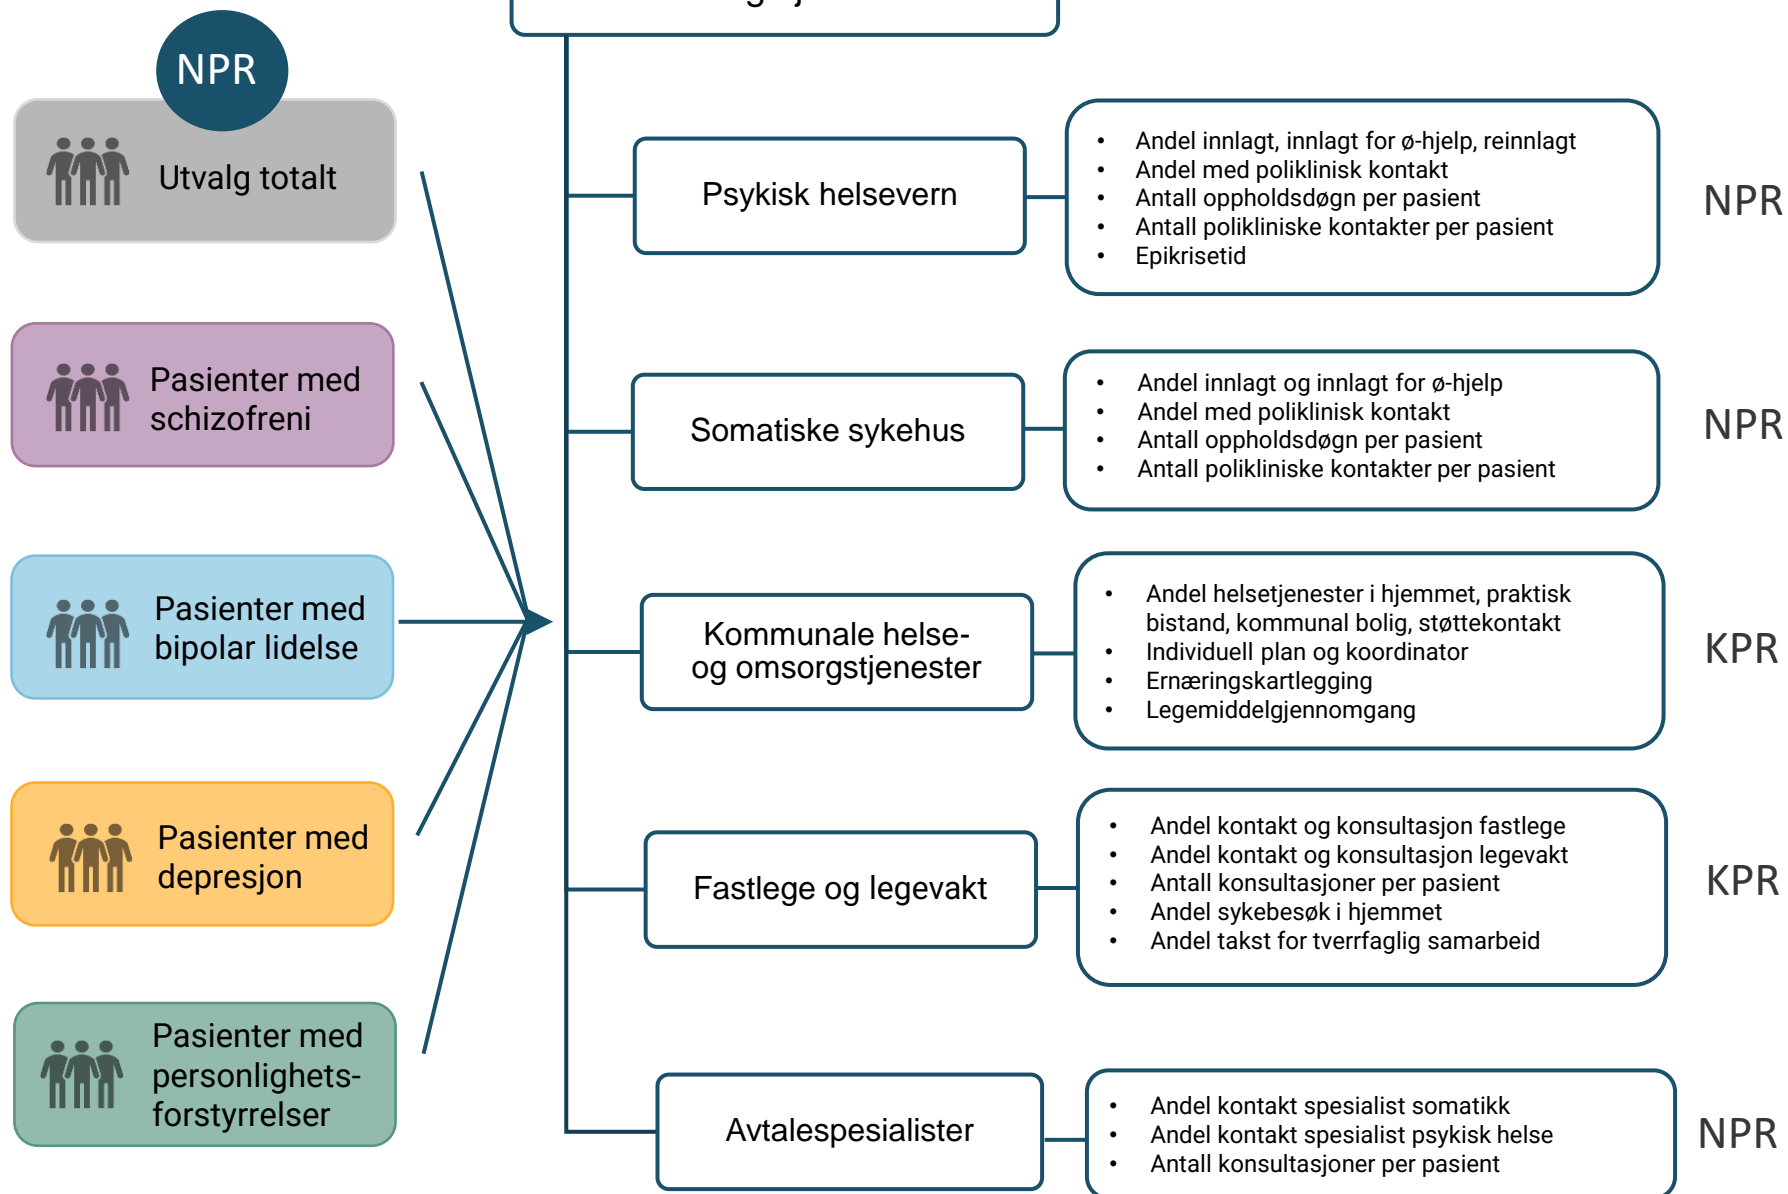 NPR
Utvalg totalt
Pasienter med
schizofreni
Pasienter med
bipolar lidelse
Pasienter med
depresjon
Pasienter med
personlighets-
forstyrrelser
Psykisk helsevern
• Andel innlagt, innlagt for ø-hjelp, reinnlagt
• Andel med poliklinisk kontakt
• Antall oppholdsdøgn per pasient
• Antall polikliniske kontakter per pasient
• Epikrisetid
NPR
Somatiske sykehus
• Andel innlagt og innlagt for ø-hjelp
• Andel med poliklinisk kontakt
• Antall oppholdsdøgn per pasient
• Antall polikliniske kontakter per pasient
NPR
Kommunale helse-
og omsorgstjenester
• Andel helsetjenester i hjemmet, praktisk
bistand, kommunal bolig, støttekontakt
• Individuell plan og koordinator
• Ernæringskartlegging
• Legemiddelgjennomgang
KPR
Fastlege og legevakt
• Andel kontakt og konsultasjon fastlege
• Andel kontakt og konsultasjon legevakt
• Antall konsultasjoner per pasient
• Andel sykebesøk i hjemmet
• Andel takst for tverrfaglig samarbeid
KPR
Avtalespesialister
• Andel kontakt spesialist somatikk
• Andel kontakt spesialist psykisk helse
• Antall konsultasjoner per pasient
NPR